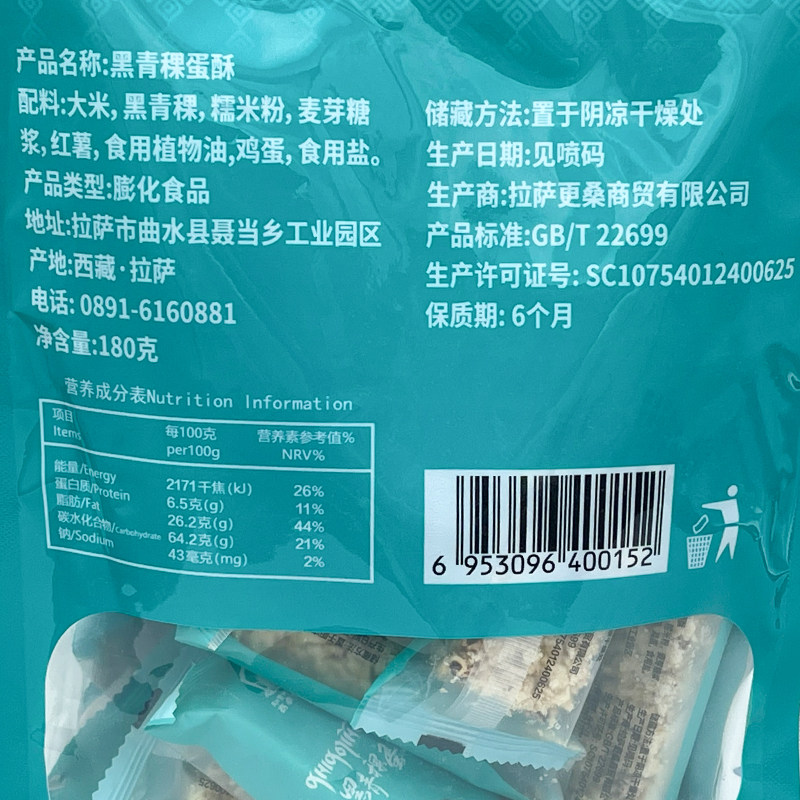 产品名称:黑青稞蛋酥
配料:大米,黑青稞,糯米粉,麦芽糖
浆,红薯,食用植物油,鸡蛋,食用盐。
产品类型:膨化食品
地址:拉萨市曲水县聂当乡工业园区
产地:西藏·拉萨
电话: 0891-6160881
净含量:180克
储藏方法:置于阴凉干燥处
生产日期:见喷码
生产商:拉萨更桑商贸有限公司
产品标准:GB/T 22699
生产许可证号: SC10754012400625
保质期: 6个月
营养成分表Nutrition Information
项目 每100克 营养素参考值%
Items per100g NRV%
能量/Energy 2171千焦(kJ) 26%
蛋白质/Protein 6.5克(g) 11%
脂肪/Fat 26.2克(g) 44%
碳水化合物/Carbohydrate 64.2克(g) 21%
钠/Sodium 43毫克(mg) 2%
6 953096 400152